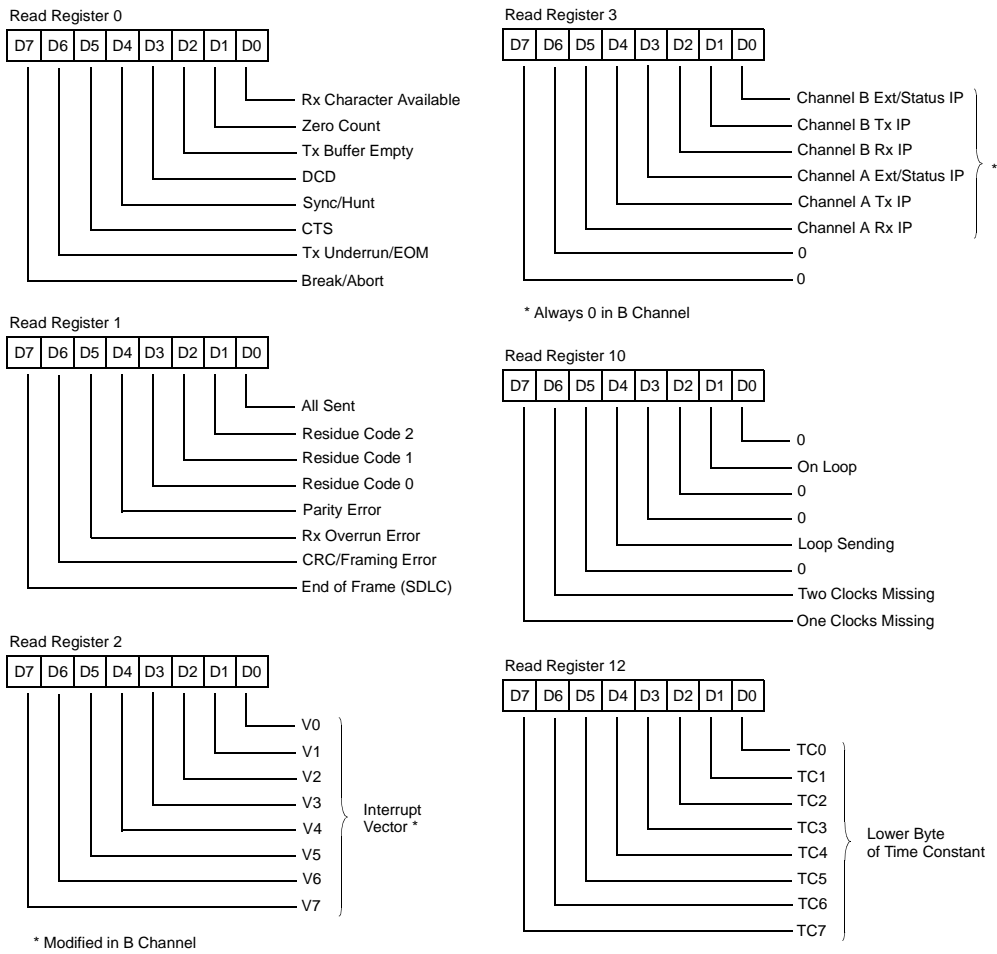 Read Register 0
D7 D6 D5 D4 D3 D2 D1 D0
Rx Character Available
Zero Count
Tx Buffer Empty
DCD
Sync/Hunt
CTS
Tx Underrun/EOM
Break/Abort
Read Register 1
D7 D6 D5 D4 D3 D2 D1 D0
All Sent
Residue Code 2
Residue Code 1
Residue Code 0
Parity Error
Rx Overrun Error
CRC/Framing Error
End of Frame (SDLC)
Read Register 2
D7 D6 D5 D4 D3 D2 D1 D0
V0
V1
V2
V3
V4
V5
V6
V7
Interrupt
Vector *
* Modified in B Channel
Read Register 3
D7 D6 D5 D4 D3 D2 D1 D0
Channel B Ext/Status IP
Channel B Tx IP
Channel B Rx IP
Channel A Ext/Status IP
Channel A Tx IP
Channel A Rx IP
*
0
0
* Always 0 in B Channel
Read Register 10
D7 D6 D5 D4 D3 D2 D1 D0
0
On Loop
0
0
Loop Sending
0
Two Clocks Missing
One Clocks Missing
Read Register 12
D7 D6 D5 D4 D3 D2 D1 D0
TC0
TC1
TC2
TC3
TC4
TC5
TC6
TC7
Lower Byte
of Time Constant